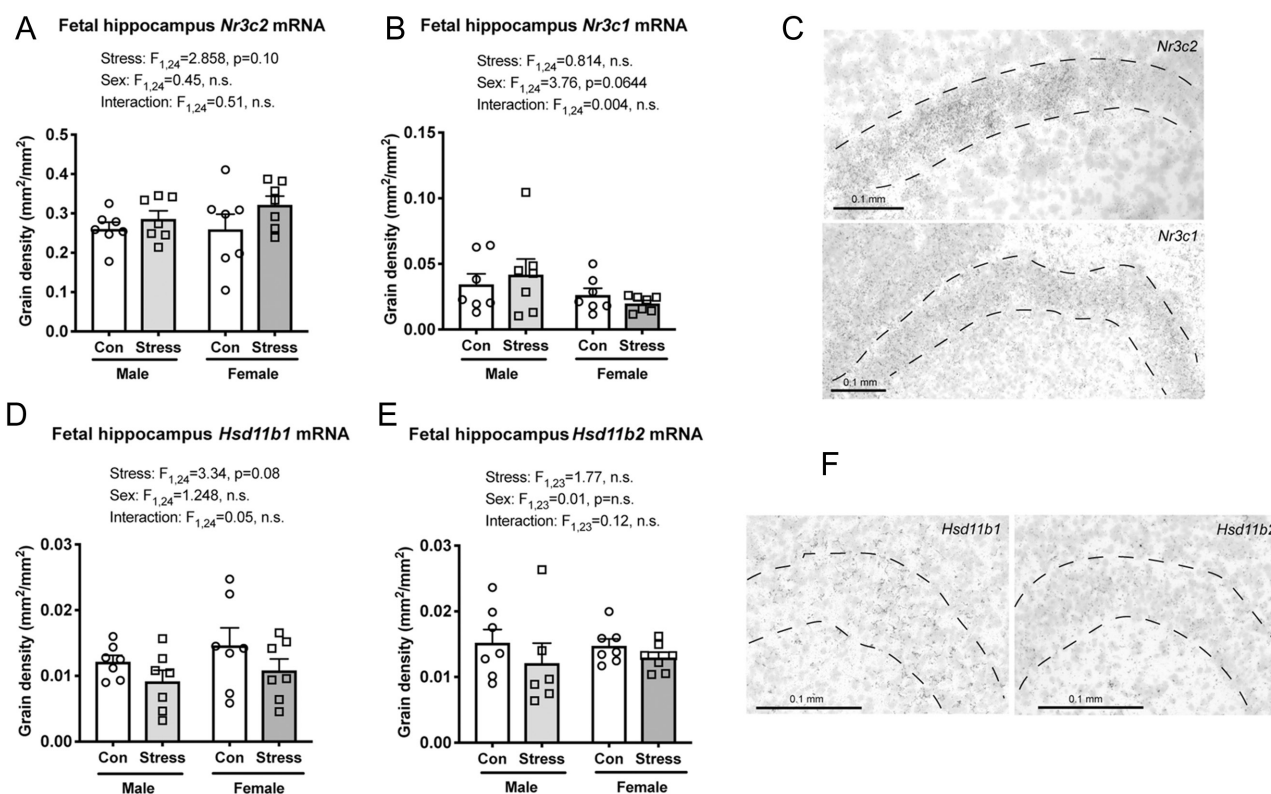 A
Fetal hippocampus Nr3c2 mRNA
Stress: F1,24=2.858, p=0.10
Sex: F1,24=0.45, n.s.
Interaction: F1,24=0.51, n.s.
Grain density (mm2/mm2)
0.5
0.4
0.3
0.2
0.1
0.0
Con Stress Con Stress
Male Female
B
Fetal hippocampus Nr3c1 mRNA
Stress: F1,24=0.814, n.s.
Sex: F1,24=3.76, p=0.0644
Interaction: F1,24=0.004, n.s.
Grain density (mm2/mm2)
0.15
0.10
0.05
0.00
Con Stress Con Stress
Male Female
C
Nr3c2
0.1 mm
Nr3c1
0.1 mm
D
Fetal hippocampus Hsd11b1 mRNA
Stress: F1,24=3.34, p=0.08
Sex: F1,24=1.248, n.s.
Interaction: F1,24=0.05, n.s.
Grain density (mm2/mm2)
0.03
0.02
0.01
0.00
Con Stress Con Stress
Male Female
E
Fetal hippocampus Hsd11b2 mRNA
Stress: F1,23=1.77, n.s.
Sex: F1,23=0.01, p=n.s.
Interaction: F1,23=0.12, n.s.
Grain density (mm2/mm2)
0.03
0.02
0.01
0.00
Con Stress Con Stress
Male Female
F
Hsd11b1
0.1 mm
Hsd11b2
0.1 mm